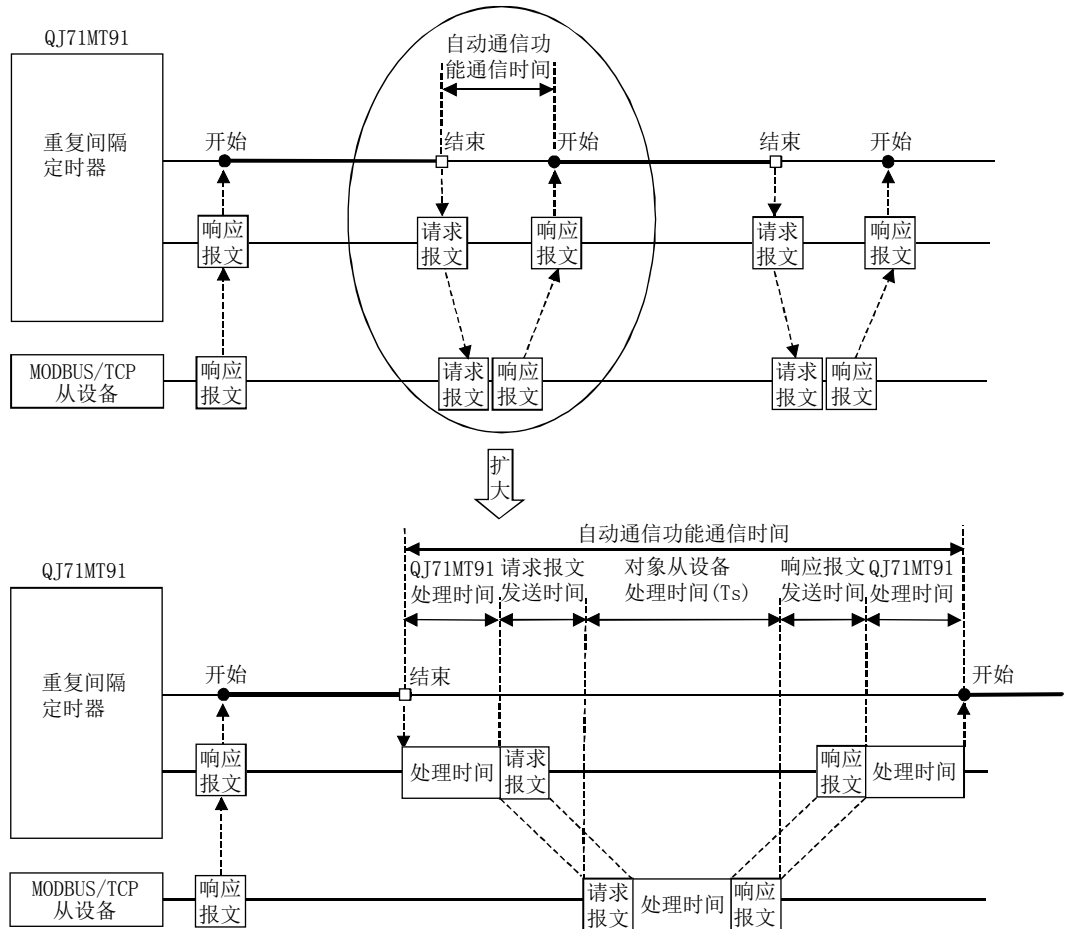 QJ71MT91
自动通信功
能通信时间
重复间隔
定时器
开始
结束
开始
结束
开始
响应
报文
请求
报文
响应
报文
请求
报文
响应
报文
MODBUS/TCP
从设备
响应
报文
请求
报文
响应
报文
请求
报文
响应
报文
扩
大
自动通信功能通信时间
QJ71MT91
QJ71MT91
处理时间
请求报文
发送时间
对象从设备
处理时间(Ts)
响应报文
发送时间
QJ71MT91
处理时间
重复间隔
定时器
开始
结束
开始
响应
报文
处理时间
请求
报文
响应
报文
处理时间
MODBUS/TCP
从设备
响应
报文
请求
报文
处理时间
响应
报文